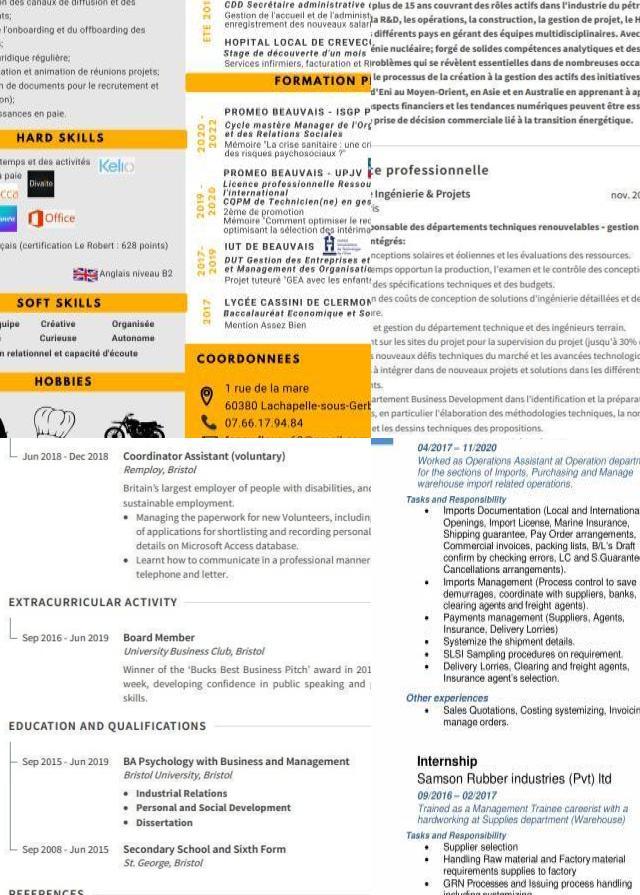 on des canaux de diffusion et des
ts;
e l'onboarding et du offboarding des
s;
uridique régulière;
ation et animation de réunions projets;
n de documents pour le recrutement et
on);
ssances en paie.
HARD SKILLS
temps et des activités
Kelio
a paie
cca
Divalto
Office
çais (certification Le Robert : 628 points)
Anglais niveau B2
SOFT SKILLS
quipe Créative Organisée
Curieuse Autonome
n relationnel et capacité d'écoute
HOBBIES
ETE 201
CDD Secrétaire administrative
Gestion de l'accueil et de l'administ
enregistrement des nouveaux salar
HOPITAL LOCAL DE CREVEC
Stage de découverte d'un mois
Services infirmiers, facturation et R
FORMATION P
2020 - 2022
PROMEO BEAUVAIS - ISGP P
Cycle mastère Manager de l'Or
et des Relations Sociales
Mémoire "La crise sanitaire : une or
des risques psychosociaux ?"
2019 - 2020
PROMEO BEAUVAIS - UPJV
Licence professionnelle Ressou
l'international
CQPM de Technicien(n) en ges
2ème de promotion
Mémoire "Comment optimiser le rec
optimisant la sélection des intérima
2017- 2019
IUT DE BEAUVAIS
DUT Gestion des Entreprises et
et Management des Organisatio
Projet tuteuré "GEA avec les enfant
2017
LYCÉE CASSINI DE CLERMON
Baccalauréat Economique et So
Mention Assez Bien
COORDONNEES
1 rue de la mare
60380 Lachapelle-sous-Gerb
07.66.17.94.84
plus de 15 ans couvrant des rôles actifs dans l'industrie du pétr
la R&D, les opérations, la construction, la gestion de projet, le H
différents pays en gérant des équipes multidisciplinaires. Avec
génie nucléaire; forgé de solides compétences analytiques et des
roblèmes qui se révèlent essentielles dans de nombreuses occas
le processus de la création à la gestion des actifs des initiatives
d'Eni au Moyen-Orient, en Asie et en Australie en apprenant à ap
spects financiers et les tendances numériques peuvent être ess
prise de décision commerciale lié à la transition énergétique.
ce professionnelle
Ingénierie & Projets nov. 20
is
ponsable des départements techniques renouvelables - gestion
ntégrés:
nceptions solaires et éoliennes et les évaluations des ressources.
emps opportun la production, l'examen et le contrôle des concepti
des spécifications techniques et des budgets.
n des coûts de conception de solutions d'ingénierie détaillées et de
re.
et gestion du département technique et des ingénieurs terrain.
nt sur les sites du projet pour la supervision du projet (jusqu'à 30%
nouveaux défis techniques du marché et les avancées technologic
à intégrer dans de nouveaux projets et solutions dans les différent
nts.
artement Business Development dans l'identification et la préparat
s, en particulier l'élaboration des méthodologies techniques, la nom
et les dessins techniques des propositions.
Jun 2018 - Dec 2018 Coordinator Assistant (voluntary)
Remploy, Bristol
Britain's largest employer of people with disabilities, and
sustainable employment.
• Managing the paperwork for new Volunteers, includin
of applications for shortlisting and recording personal
details on Microsoft Access database.
• Learnt how to communicate in a professional manner
telephone and letter.
EXTRACURRICULAR ACTIVITY
Sep 2016 - Jun 2019 Board Member
University Business Club, Bristol
Winner of the 'Bucks Best Business Pitch' award in 201
week, developing confidence in public speaking and
skills.
EDUCATION AND QUALIFICATIONS
Sep 2015 - Jun 2019 BA Psychology with Business and Management
Bristol University, Bristol
• Industrial Relations
• Personal and Social Development
• Dissertation
Sep 2008 - Jun 2015 Secondary School and Sixth Form
St. George, Bristol
REFERENCES
04/2017 – 11/2020
Worked as Operations Assistant at Operation departm
for the sections of Imports, Purchasing and Manage
warehouse import related operations.
Tasks and Responsibility
• Imports Documentation (Local and Internationa
Openings, Import License, Marine Insurance,
Shipping guarantee, Pay Order arrangements,
Commercial invoices, packing lists, B/L's Draft
confirm by checking errors, LC and S.Guarantee
Cancellations arrangements).
• Imports Management (Process control to save
demurrages, coordinate with suppliers, banks,
clearing agents and freight agents).
• Payments management (Suppliers, Agents,
Insurance, Delivery Lorries)
• Systemize the shipment details.
• SLSI Sampling procedures on requirement.
• Delivery Lorries, Clearing and freight agents,
Insurance agent's selection.
Other experiences
• Sales Quotations, Costing systemizing, Invoicin
manage orders.
Internship
Samson Rubber industries (Pvt) ltd
09/2016 – 02/2017
Trained as a Management Trainee careerist with a
hardworking at Supplies department (Warehouse)
Tasks and Responsibility
• Supplier selection
• Handling Raw material and Factory material
requirements supplies to factory
• GRN Processes and Issuing process handling